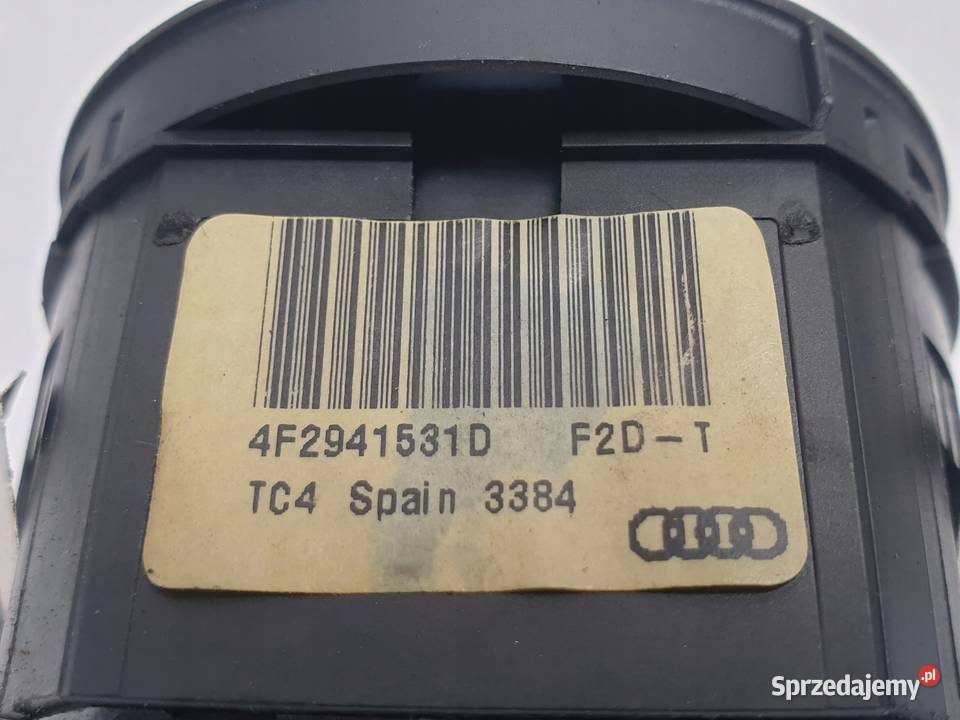 4F2941531D F2D-T
TC4 Spain 3384
Sprzedajemy.pl